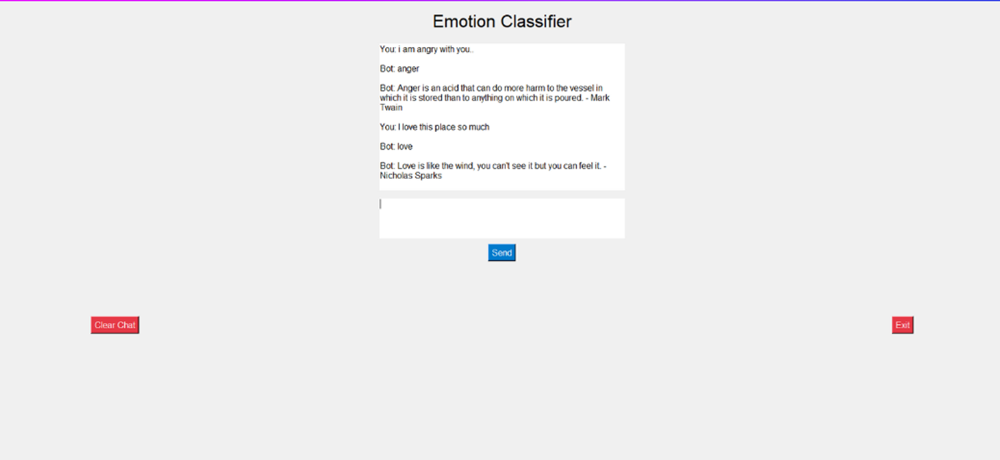 Emotion Classifier
You: i am angry with you..
Bot: anger
Bot: Anger is an acid that can do more harm to the vessel in
which it is stored than to anything on which it is poured. - Mark
Twain
You: I love this place so much
Bot: love
Bot: Love is like the wind, you can't see it but you can feel it. -
Nicholas Sparks
Send
Clear Chat
Exit